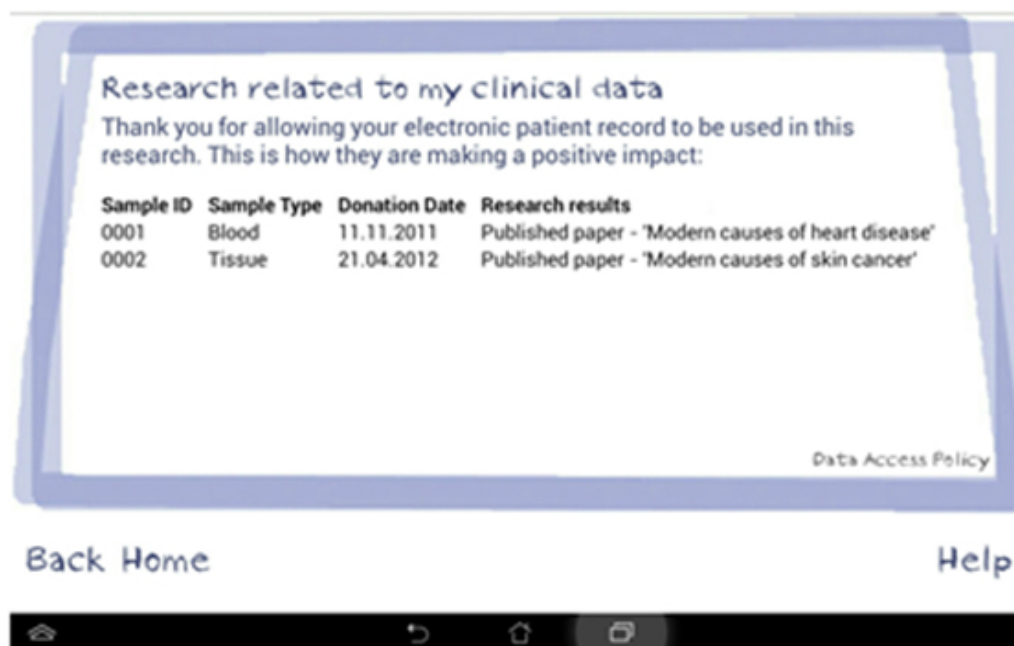 Research related to my clinical data
Thank you for allowing your electronic patient record to be used in this
research. This is how they are making a positive impact:
Sample ID Sample Type Donation Date Research results
0001 Blood 11.11.2011 Published paper - 'Modern causes of heart disease'
0002 Tissue 21.04.2012 Published paper - 'Modern causes of skin cancer'
Data Access Policy
Back Home Help